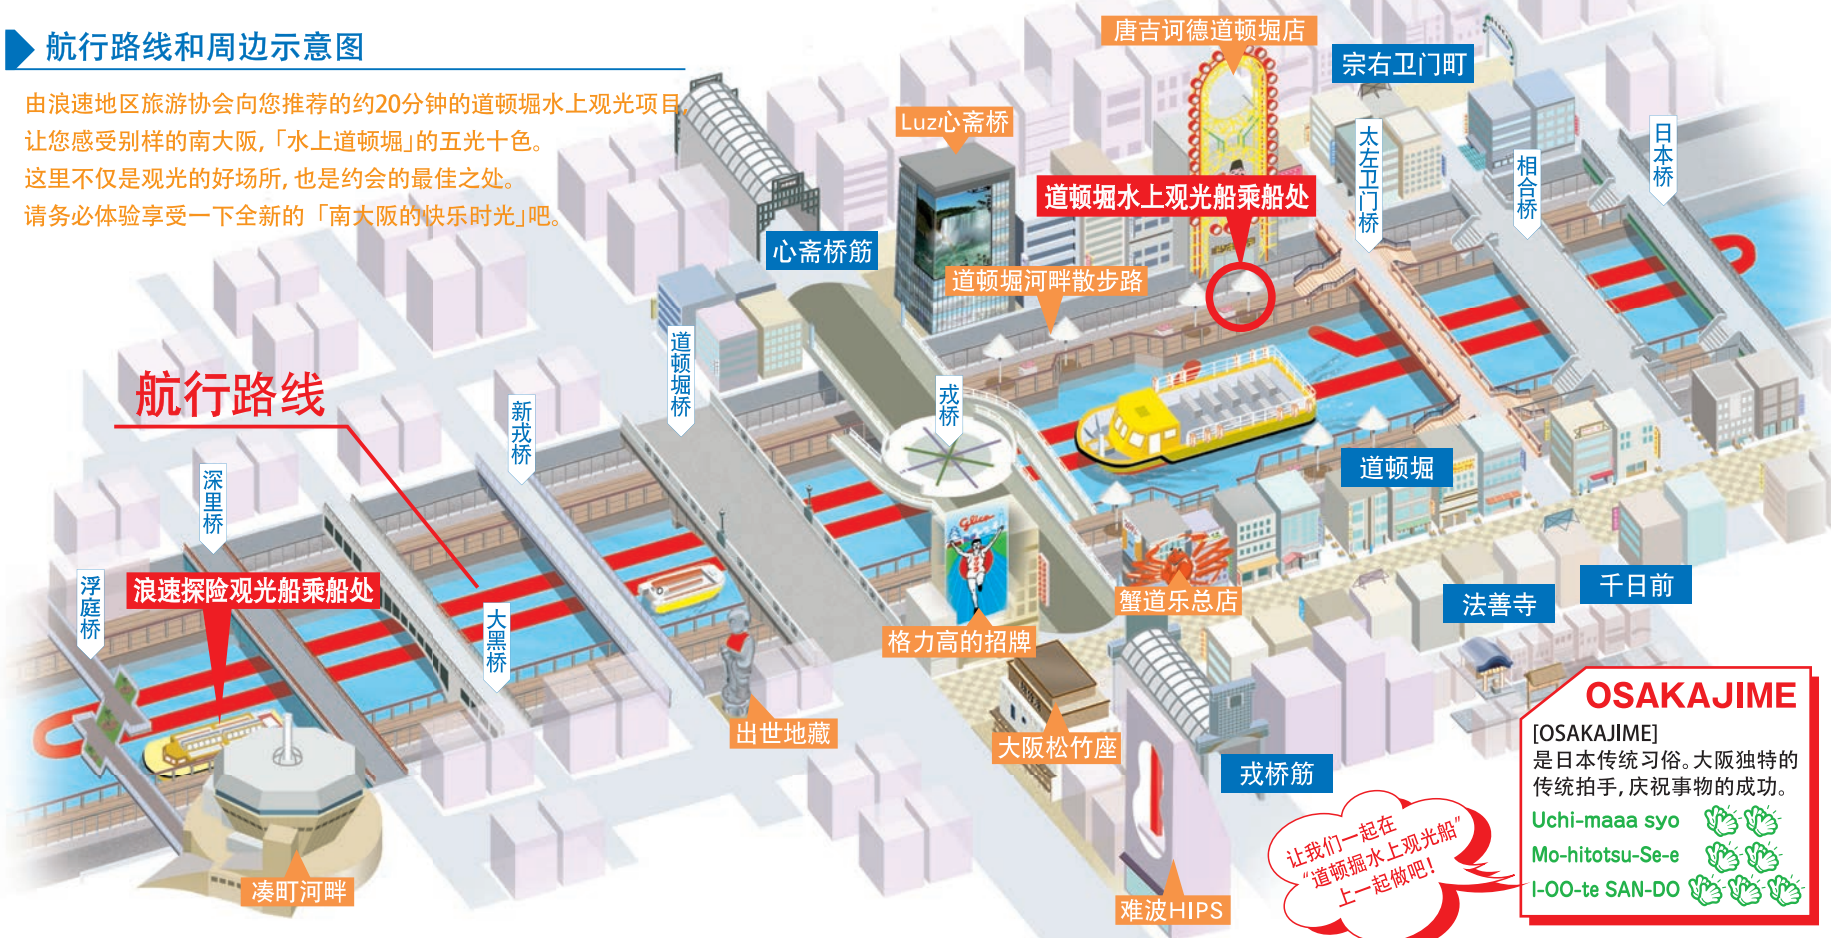 航行路线和周边示意图
由浪速地区旅游协会向您推荐的约20分钟的道顿堀水上观光项目,
让您感受别样的南大阪,「水上道顿堀」的五光十色。
这里不仅是观光的好场所, 也是约会的最佳之处。
请务必体验享受一下全新的「南大阪的快乐时光」吧。
唐吉诃德道顿堀店
宗右卫门町
Luz心斋桥
太左卫门桥
相合桥
日本桥
道顿堀水上观光船乘船处
心斋桥筋
道顿堀河畔散步路
道顿堀桥
航行路线
新戎桥
戎桥
深里桥
道顿堀
Glico
浮庭桥
浪速探险观光船乘船处
大黑桥
格力高的招牌
蟹道乐总店
法善寺
千日前
出世地藏
大阪松竹座
戎桥筋
凑町河畔
难波HIPS
让我们一起在
“道顿掘水上观光船”
上一起做吧!
OSAKAJIME
[OSAKAJIME]
是日本传统习俗。大阪独特的
传统拍手, 庆祝事物的成功。
Uchi-maaa syo
Mo-hitotsu-Se-e
I-OO-te SAN-DO